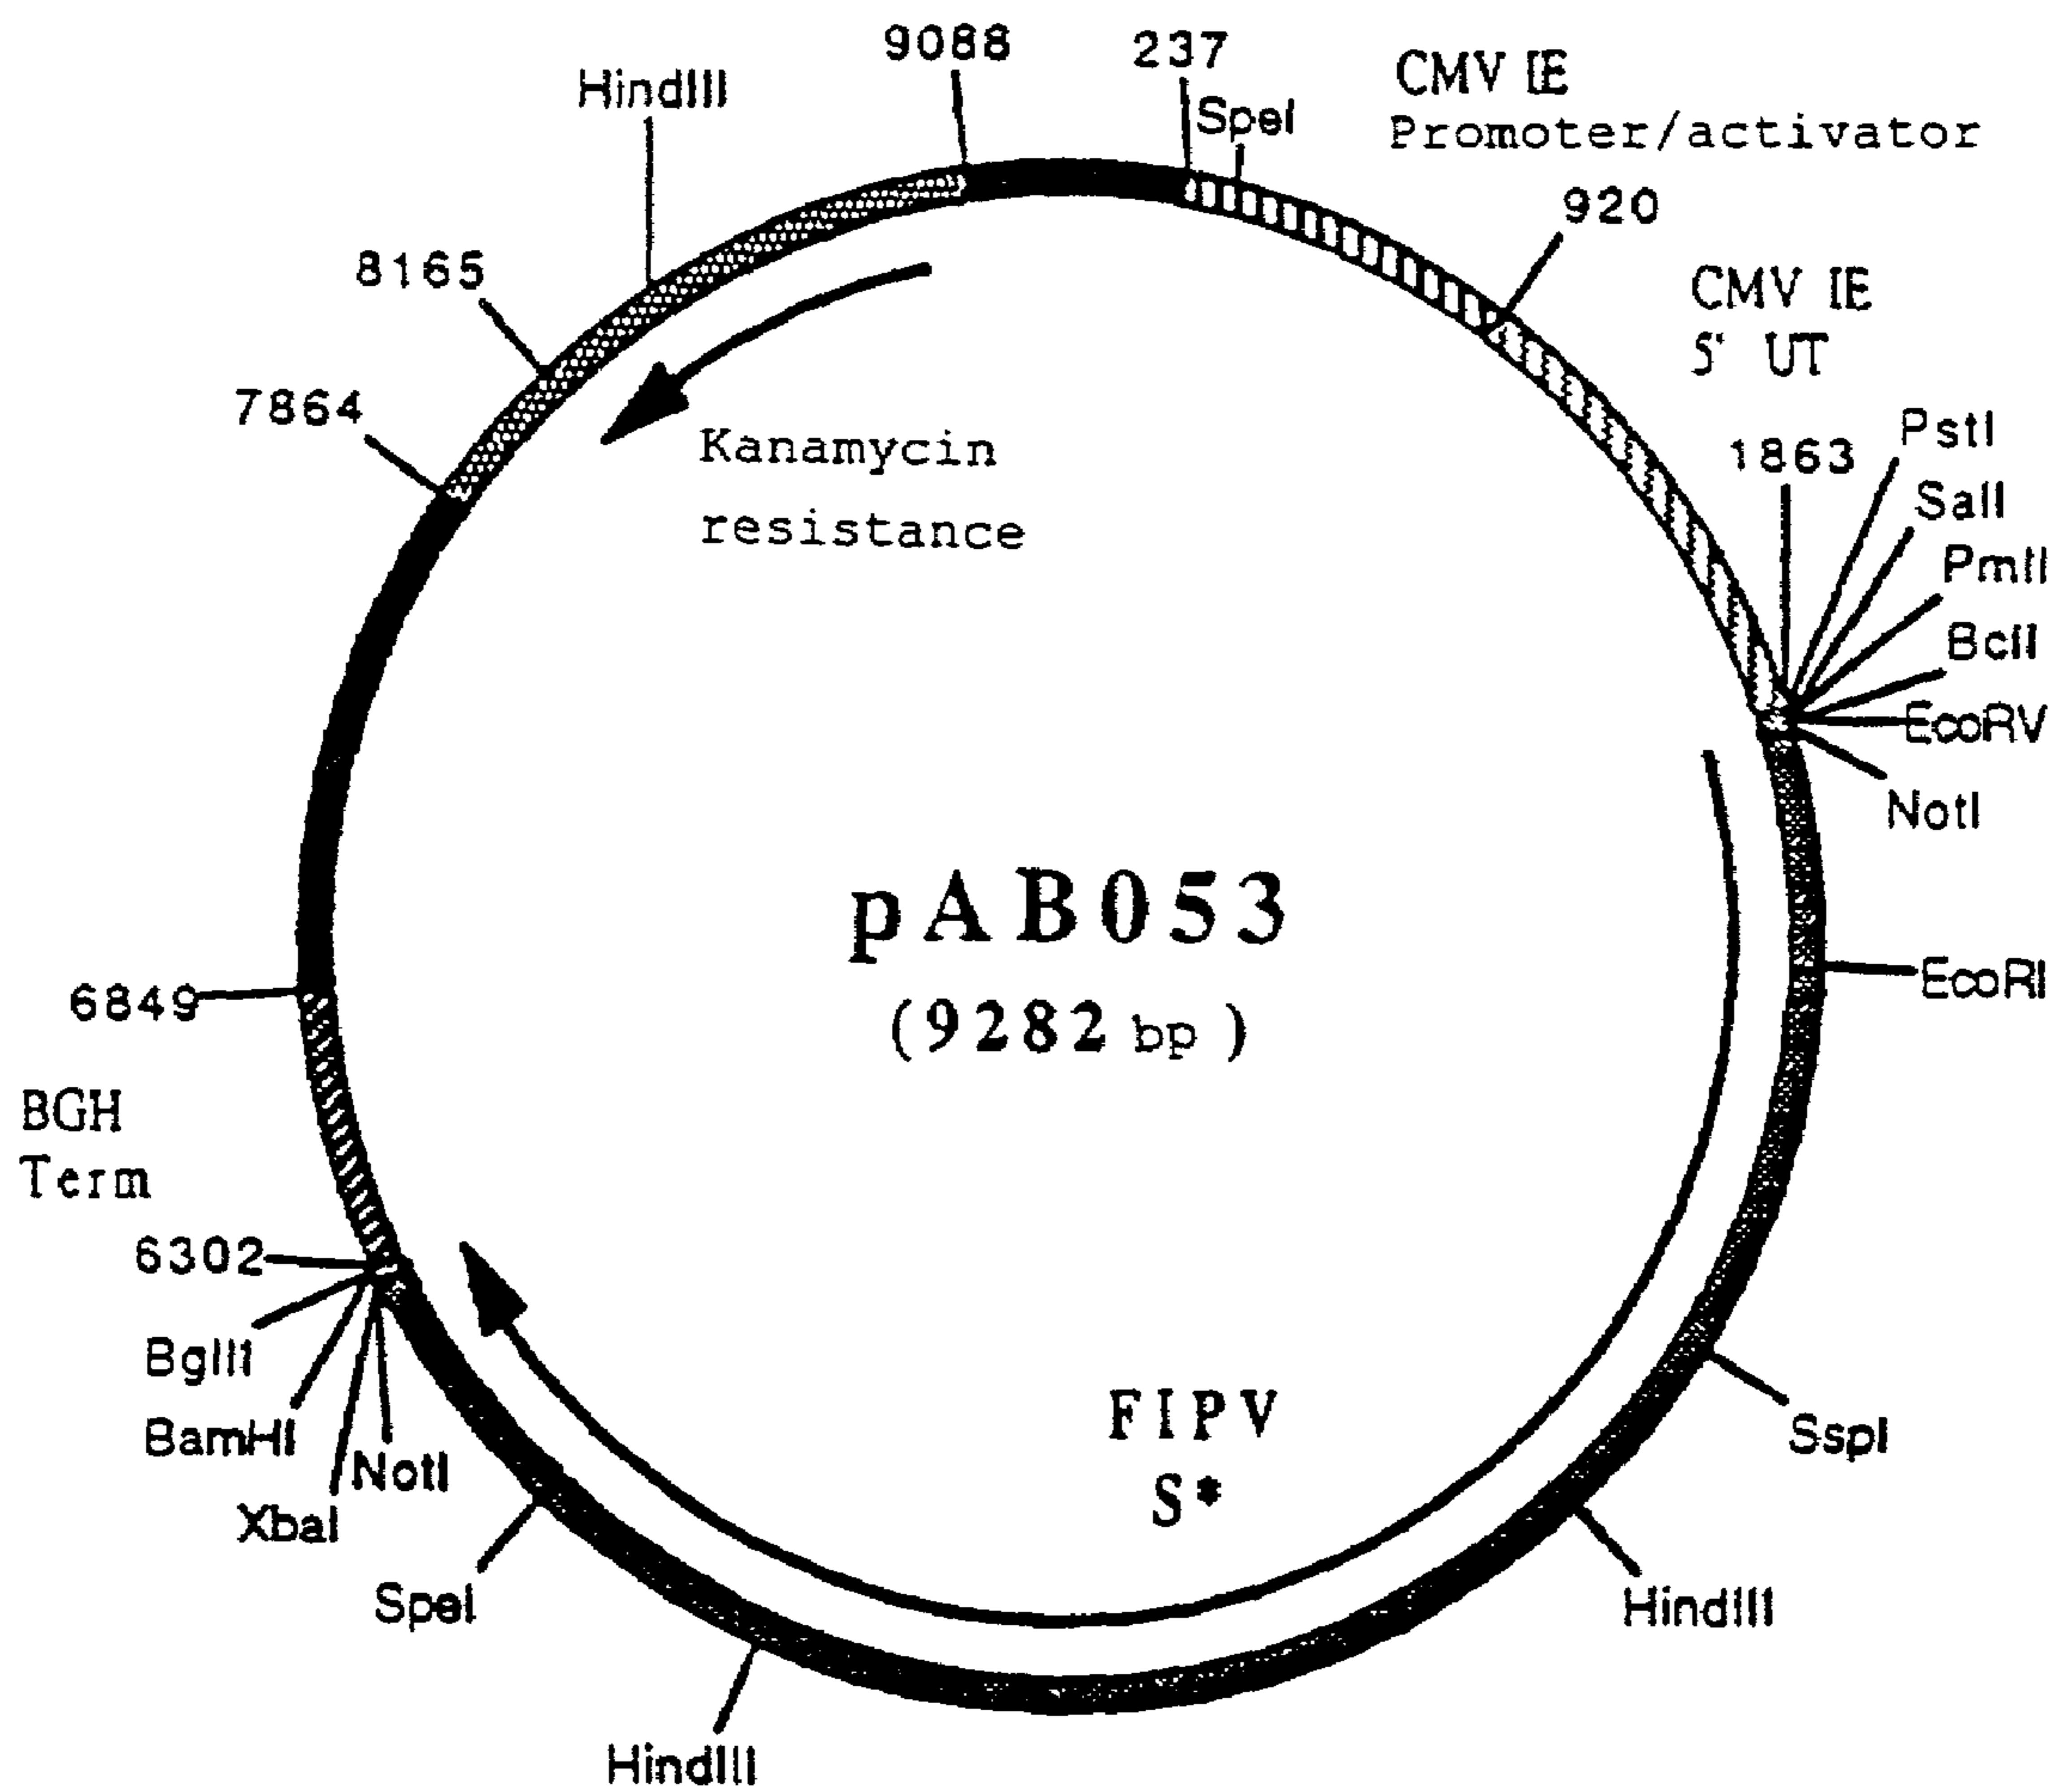 9088
237
HindIII
SpeI
CMV IE
Promoter/activator
920
8165
CMV IE
5' UT
7864
Kanamycin
resistance
1863
PstI
SalI
PmlI
BclI
EcoRV
NotI
pAB053
(9282 bp)
EcoRI
6849
BGH
Term
6302
BglII
BamHI
NotI
XbaI
SpeI
FIPV
S*
SspI
HindIII
HindIII